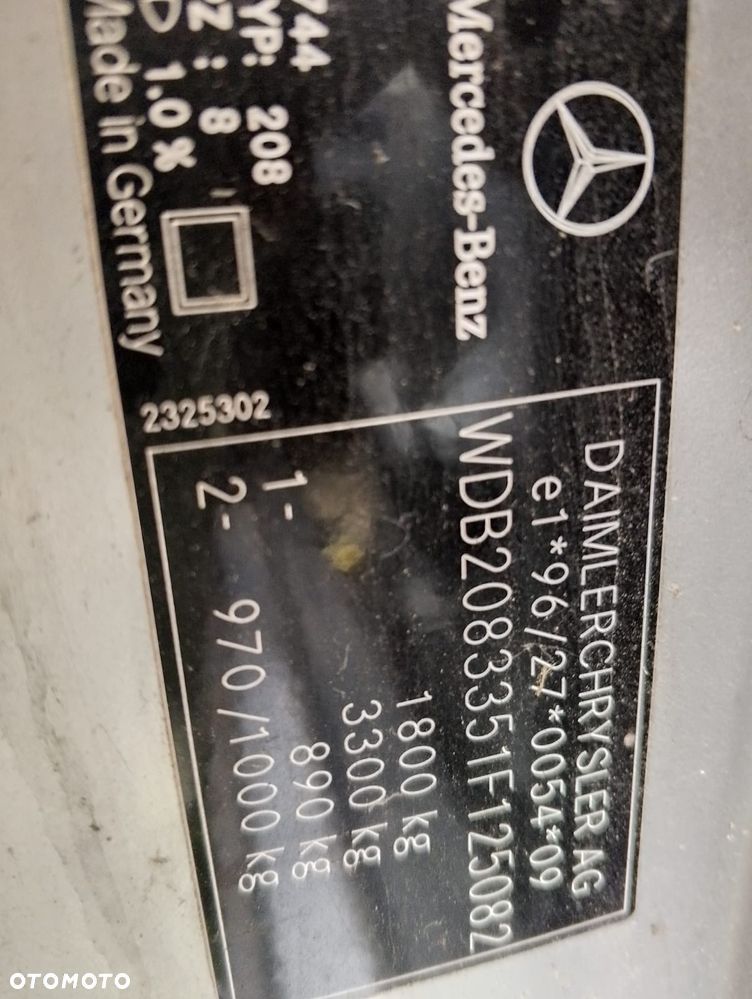 Mercedes-Benz
744
YP: 208
Z : 8
D 1.0%
Made in Germany
2325302
DAIMLERCHRYSLER AG
e1*96/27*0054*09
WDB2083351F125082
1800 kg
3300 kg
1- 890 kg
2- 970/1000 kg
OTOMOTO